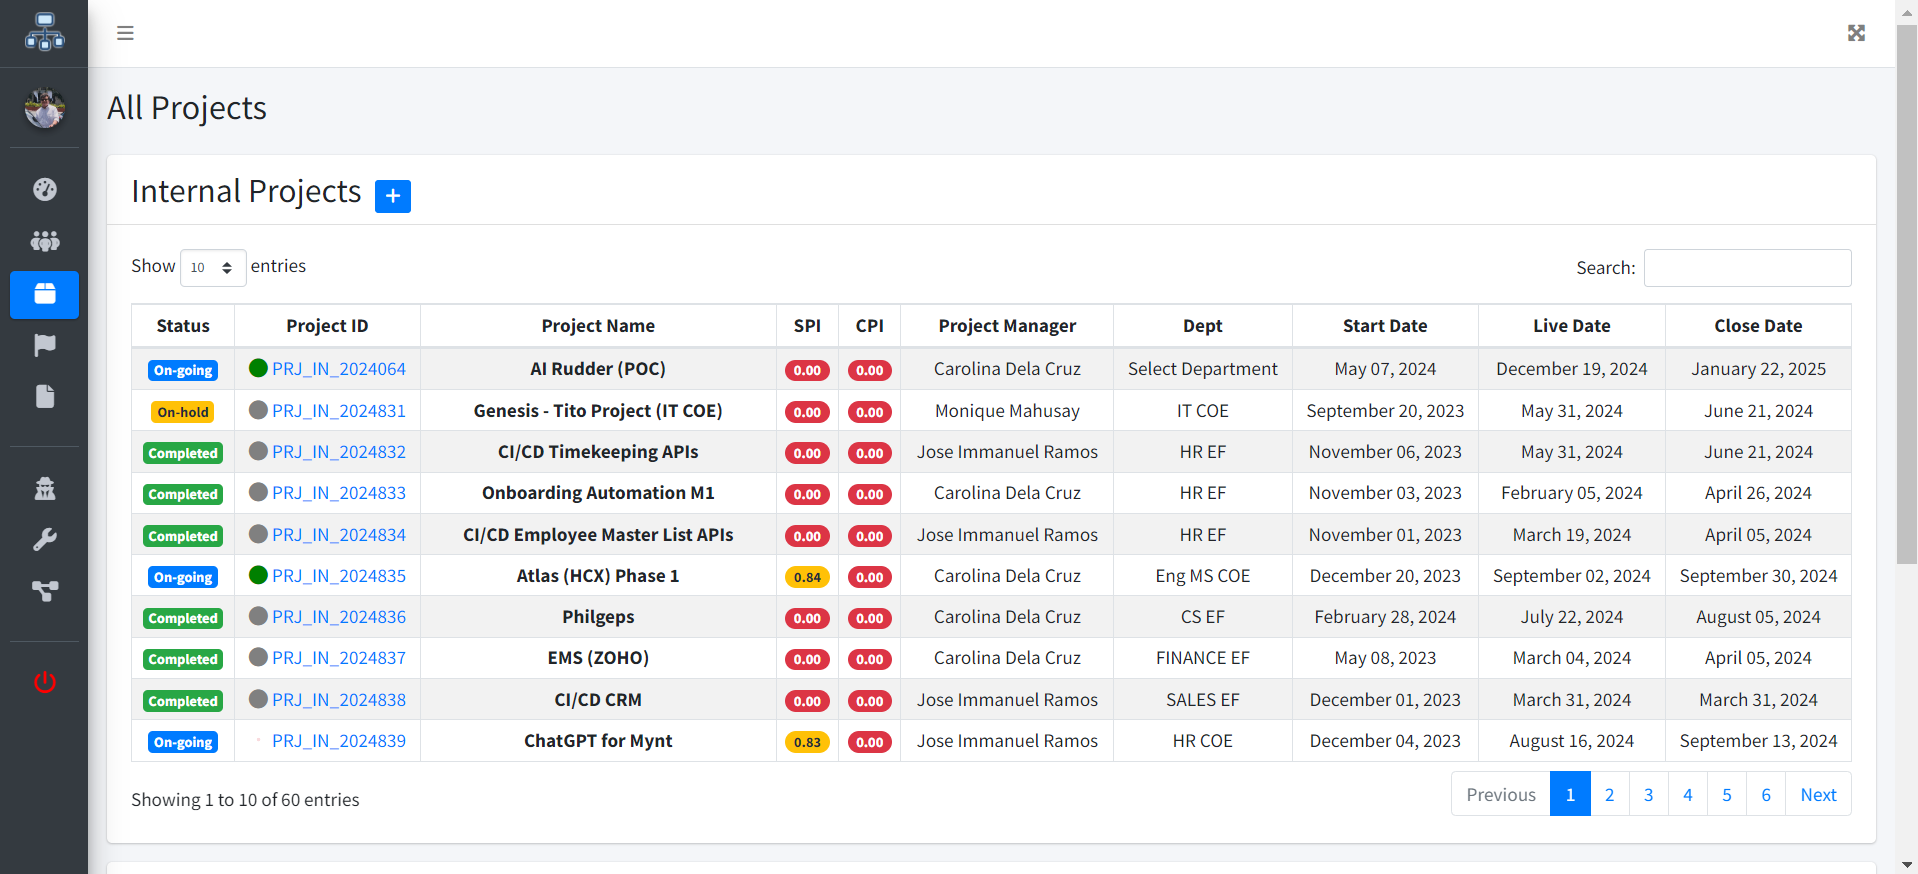 All Projects
Internal Projects +
Show 10 entries Search:
Status Project ID Project Name SPI CPI Project Manager Dept Start Date Live Date Close Date
On-going PRJ_IN_2024064 AI Rudder (POC) 0.00 0.00 Carolina Dela Cruz Select Department May 07, 2024 December 19, 2024 January 22, 2025
On-hold PRJ_IN_2024831 Genesis - Tito Project (IT COE) 0.00 0.00 Monique Mahusay IT COE September 20, 2023 May 31, 2024 June 21, 2024
Completed PRJ_IN_2024832 CI/CD Timekeeping APIs 0.00 0.00 Jose Immanuel Ramos HR EF November 06, 2023 May 31, 2024 June 21, 2024
Completed PRJ_IN_2024833 Onboarding Automation M1 0.00 0.00 Carolina Dela Cruz HR EF November 03, 2023 February 05, 2024 April 26, 2024
Completed PRJ_IN_2024834 CI/CD Employee Master List APIs 0.00 0.00 Jose Immanuel Ramos HR EF November 01, 2023 March 19, 2024 April 05, 2024
On-going PRJ_IN_2024835 Atlas (HCX) Phase 1 0.84 0.00 Carolina Dela Cruz Eng MS COE December 20, 2023 September 02, 2024 September 30, 2024
Completed PRJ_IN_2024836 Philgeps 0.00 0.00 Carolina Dela Cruz CS EF February 28, 2024 July 22, 2024 August 05, 2024
Completed PRJ_IN_2024837 EMS (ZOHO) 0.00 0.00 Carolina Dela Cruz FINANCE EF May 08, 2023 March 04, 2024 April 05, 2024
Completed PRJ_IN_2024838 CI/CD CRM 0.00 0.00 Jose Immanuel Ramos SALES EF December 01, 2023 March 31, 2024 March 31, 2024
On-going PRJ_IN_2024839 ChatGPT for Mynt 0.83 0.00 Jose Immanuel Ramos HR COE December 04, 2023 August 16, 2024 September 13, 2024
Showing 1 to 10 of 60 entries Previous 1 2 3 4 5 6 Next